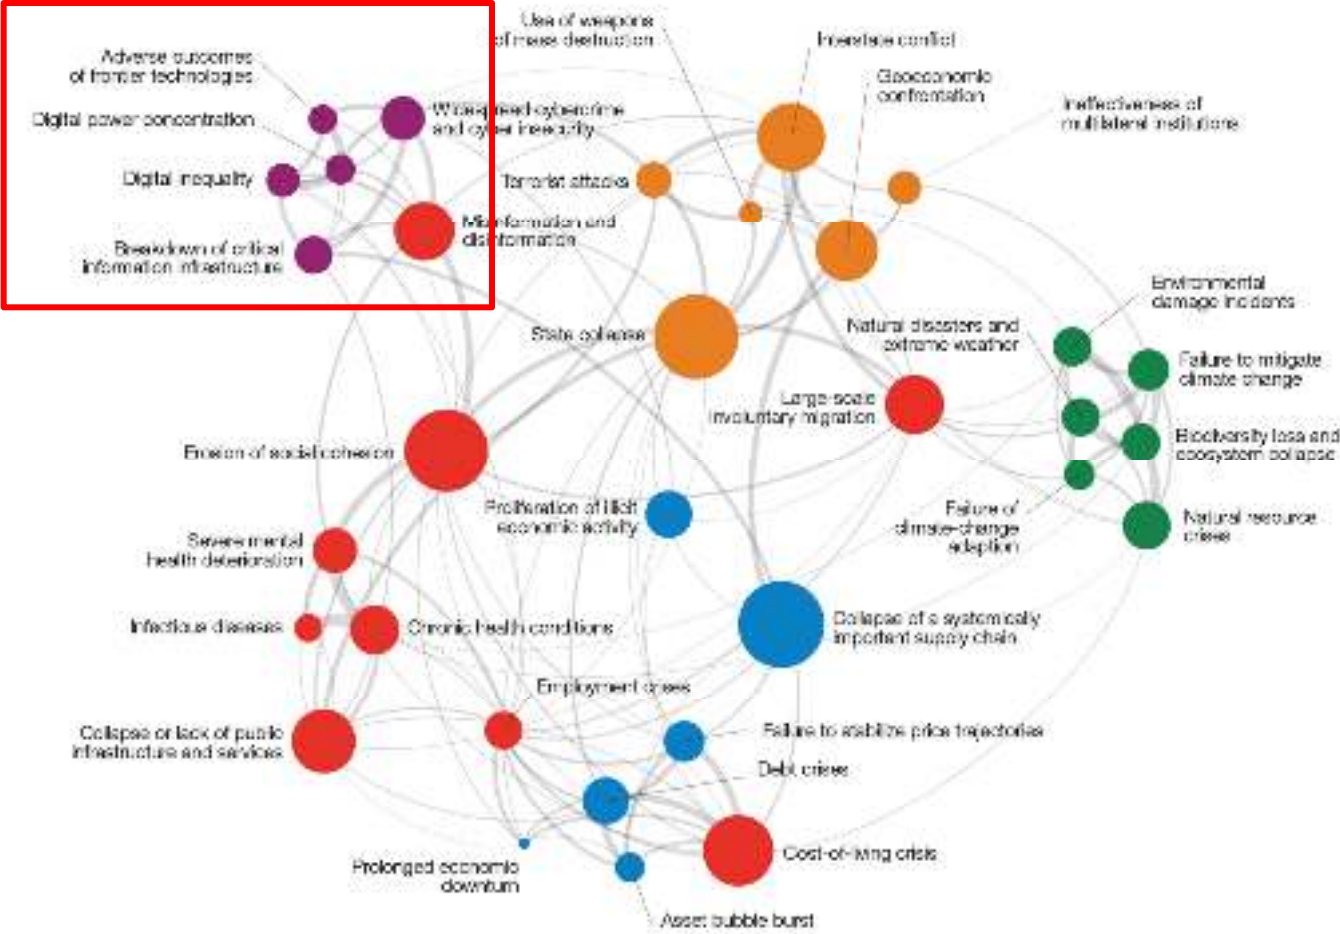 Use of weapons
of mass destruction
Interstate conflict
Adverse outcomes
of frontier technologies
Geoeconomic
confrontation
Digital power concentration
Widespread cybercrime
and cyber insecurity
Ineffectiveness of
multilateral institutions
Digital inequality
Terrorist attacks
Misinformation and
disinformation
Breakdown of critical
information infrastructure
Environmental
damage incidents
State collapse
Natural disasters and
extreme weather
Failure to mitigate
climate change
Large-scale
involuntary migration
Erosion of social cohesion
Biodiversity loss and
ecosystem collapse
Proliferation of illicit
economic activity
Failure of
climate-change
adaption
Natural resource
crises
Severe mental
health deterioration
Infectious diseases
Chronic health conditions
Collapse of a systemically
important supply chain
Employment crises
Collapse or lack of public
infrastructure and services
Failure to stabilize price trajectories
Debt crises
Prolonged economic
downturn
Cost-of-living crisis
Asset bubble burst